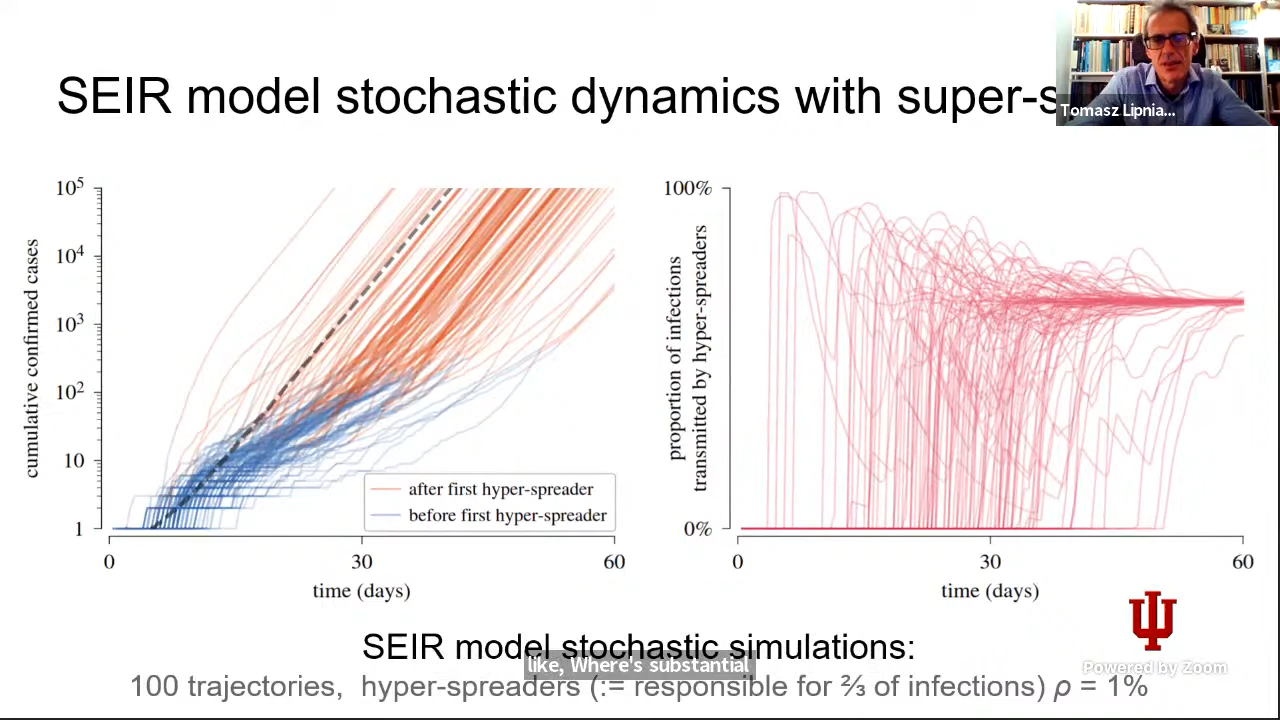 SEIR model stochastic dynamics with super-s
Tomasz Lipnia...
10⁵
10⁴
10³
10²
10
1
cumulative confirmed cases
after first hyper-spreader
before first hyper-spreader
0
30
60
time (days)
100%
0%
proportion of infections
transmitted by hyper-spreaders
0
30
60
time (days)
SEIR model stochastic simulations:
like, Where's substantial
100 trajectories, hyper-spreaders (:= responsible for ⅔ of infections) ρ = 1%
Powered by Zoom